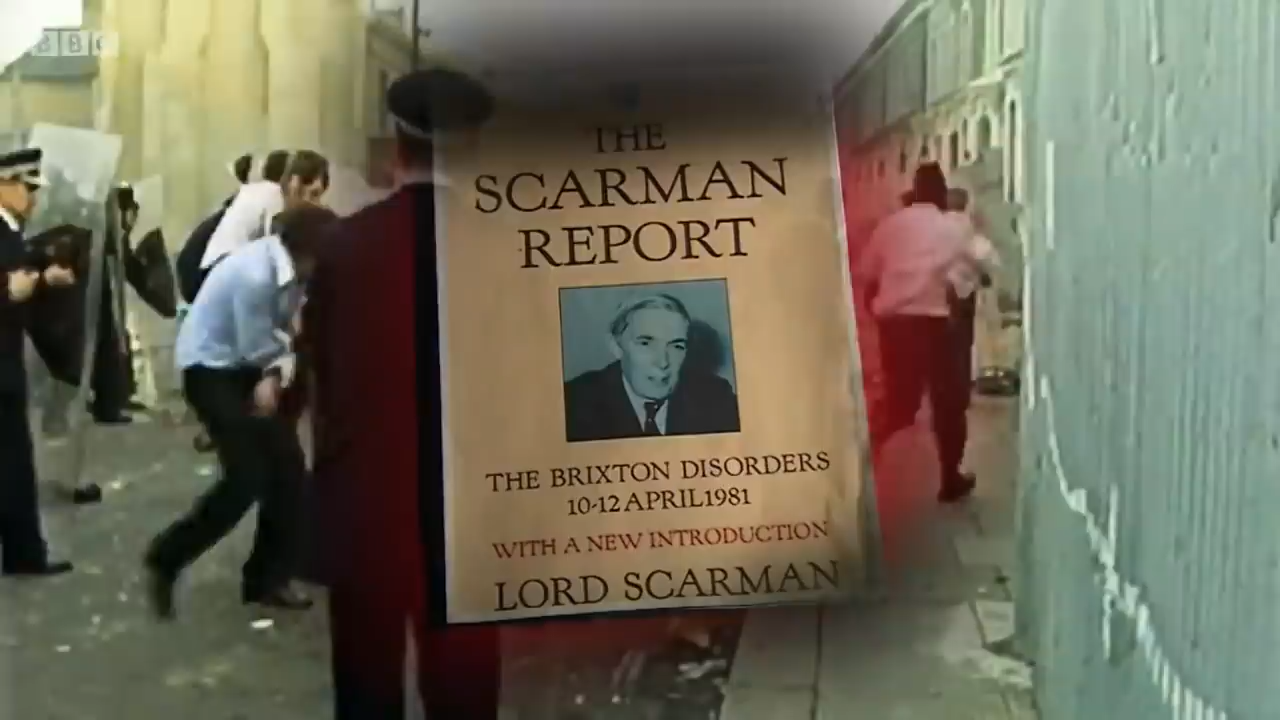 BBC
THE
SCARMAN
REPORT
THE BRIXTON DISORDERS
10-12 APRIL 1981
WITH A NEW INTRODUCTION
LORD SCARMAN